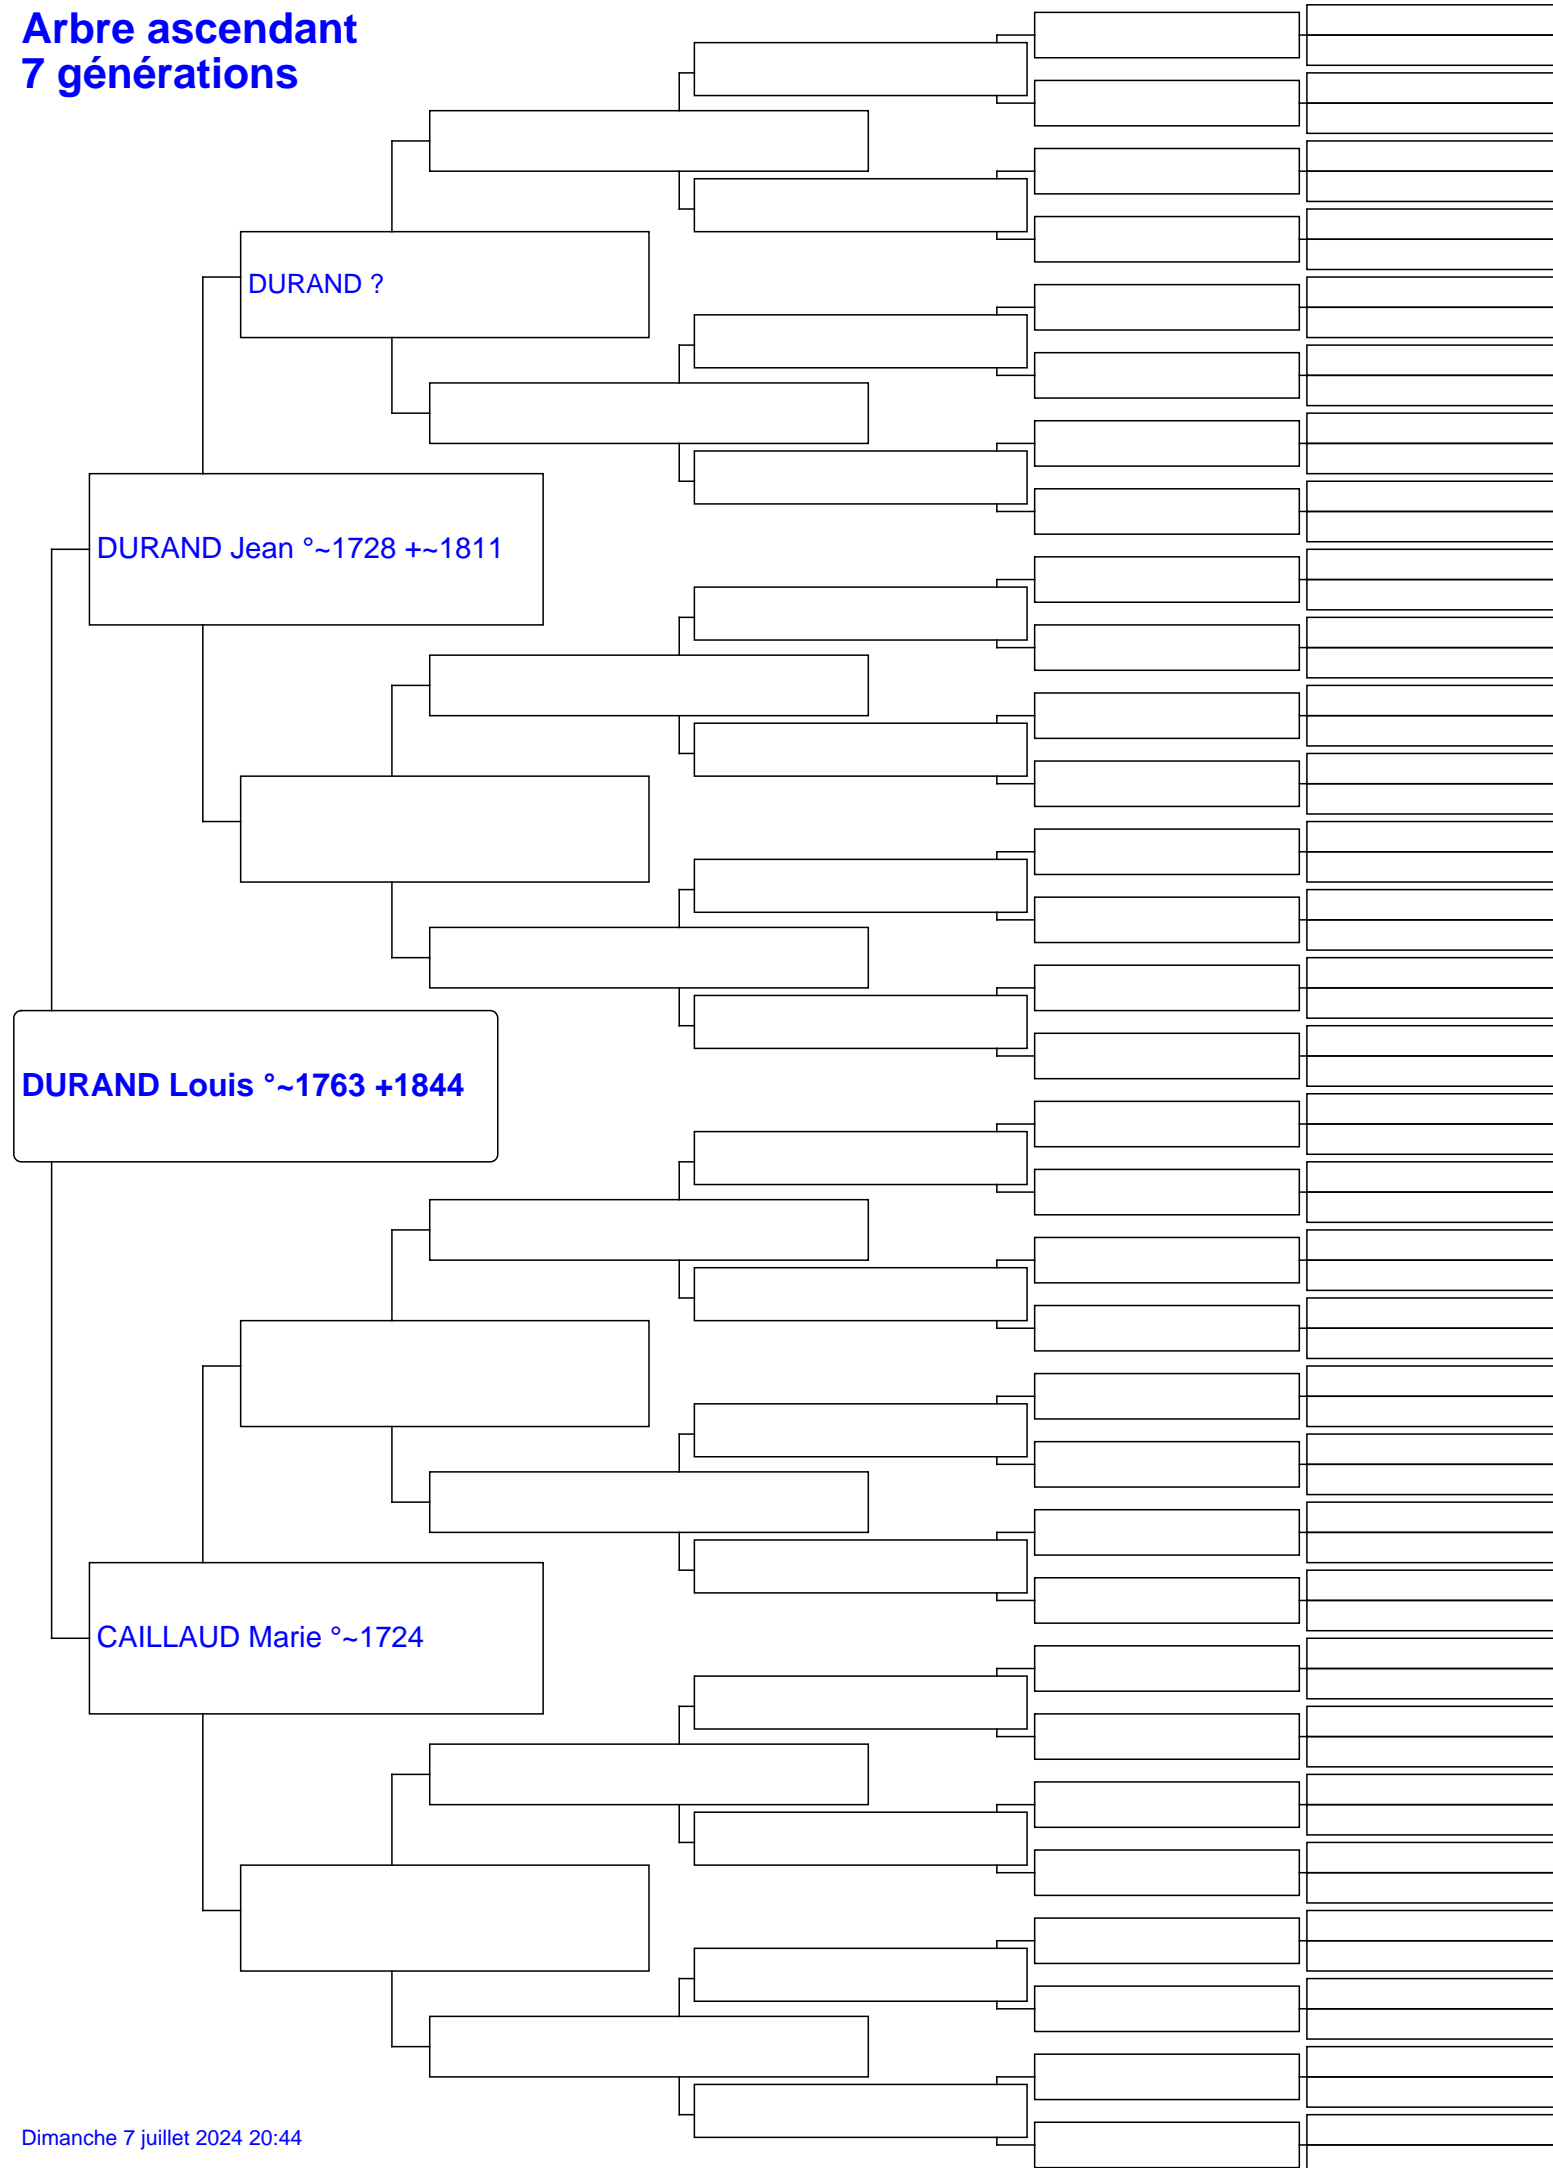 Arbre ascendant
7 générations
DURAND ?
DURAND Jean °~1728 +~1811
DURAND Louis °~1763 +1844
CAILLAUD Marie °~1724
Dimanche 7 juillet 2024 20:44